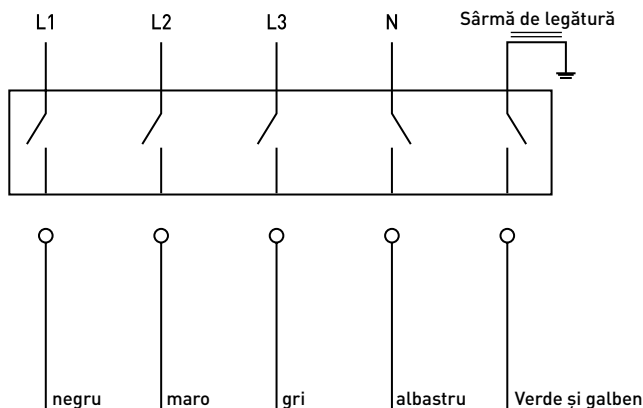 L1
L2
L3
N
Sârmă de legătură
negru
maro
gri
albastru
Verde și galben